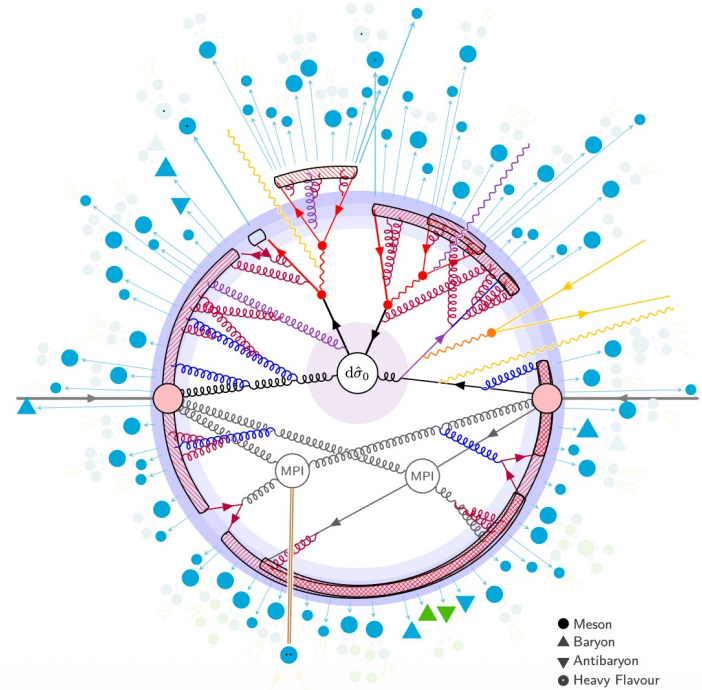 dσ̂₀
MPI
MPI
Meson
Baryon
Antibaryon
Heavy Flavour